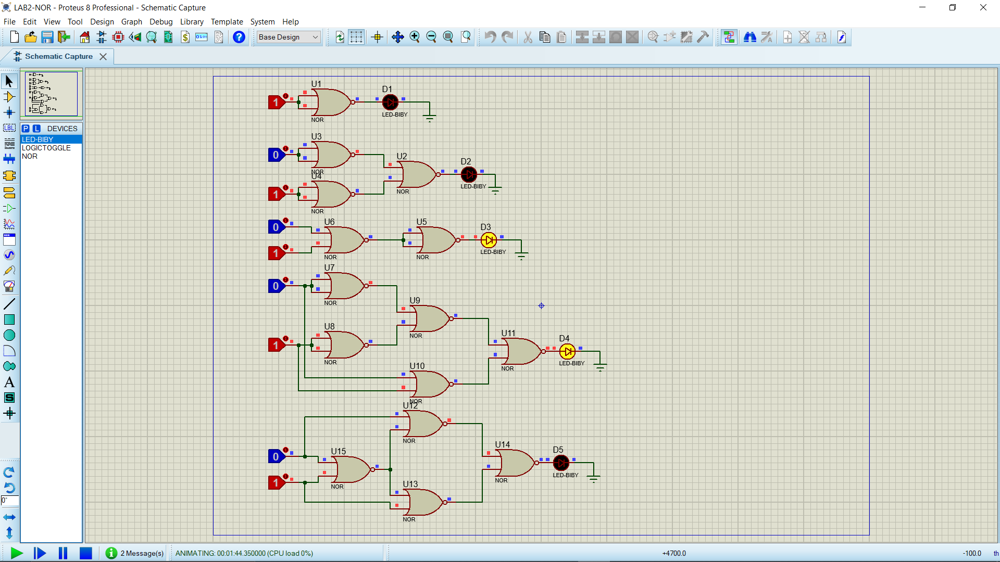 LAB2-NOR - Proteus 8 Professional - Schematic Capture
File Edit View Tool Design Graph Debug Library Template System Help
Base Design
Schematic Capture
P L DEVICES
LED-BIBY
LOGICTOGGLE
NOR
U1
D1
1
LED-BIBY
NOR
U3
0
U2
D2
NOR
U4
LED-BIBY
NOR
1
NOR
0
U6
U5
D3
1
LED-BIBY
NOR
NOR
U7
0
NOR
U9
U8
NOR
U11
D4
1
NOR
LED-BIBY
U10
NOR
NOR
U12
NOR
U14
D5
0
U15
1
NOR
U13
NOR
LED-BIBY
NOR
LBL
A
S
0°
2 Message(s)
ANIMATING: 00:01:44.350000 (CPU load 0%)
+4700.0
-100.0
th